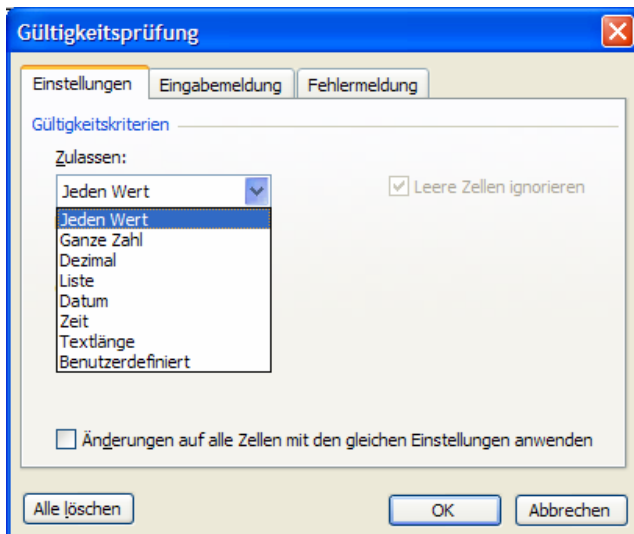 Gültigkeitsprüfung
Einstellungen Eingabemeldung Fehlermeldung
Gültigkeitskriterien
Zulassen:
Jeden Wert Leere Zellen ignorieren
Jeden Wert
Ganze Zahl
Dezimal
Liste
Datum
Zeit
Textlänge
Benutzerdefiniert
Änderungen auf alle Zellen mit den gleichen Einstellungen anwenden
Alle löschen OK Abbrechen